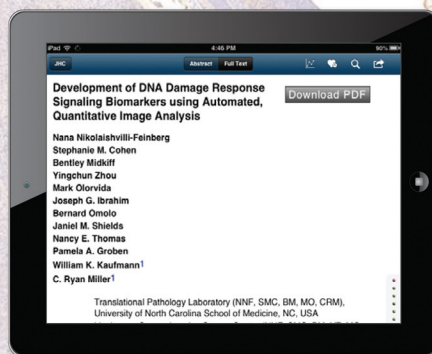 iPad 4:46 PM 90%
JHC Abstract Full Text
Development of DNA Damage Response
Signaling Biomarkers using Automated,
Quantitative Image Analysis
Download PDF
Nana Nikolaishvilli-Feinberg
Stephanie M. Cohen
Bentley Midkiff
Yingchun Zhou
Mark Olorvida
Joseph G. Ibrahim
Bernard Omolo
Janiel M. Shields
Nancy E. Thomas
Pamela A. Groben
William K. Kaufmann1
C. Ryan Miller1
Translational Pathology Laboratory (NNF, SMC, BM, MO, CRM),
University of North Carolina School of Medicine, NC, USA